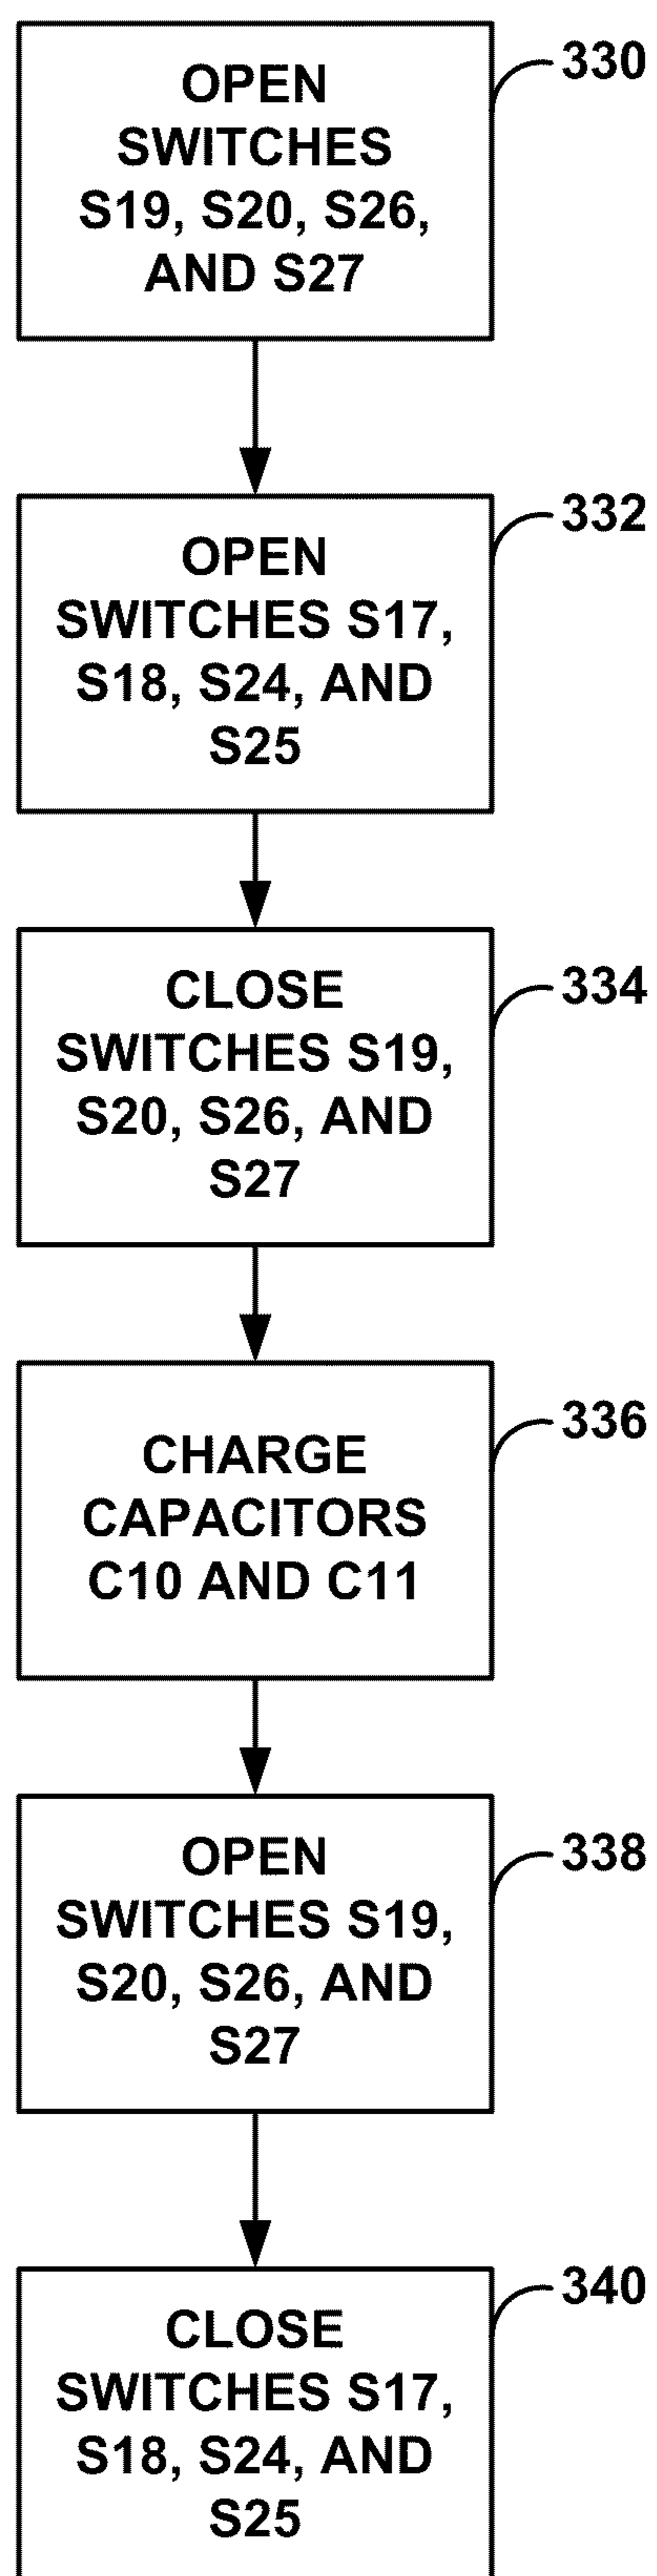 OPEN
SWITCHES
S19, S20, S26,
AND S27
330
OPEN
SWITCHES S17,
S18, S24, AND
S25
332
CLOSE
SWITCHES S19,
S20, S26, AND
S27
334
CHARGE
CAPACITORS
C10 AND C11
336
OPEN
SWITCHES S19,
S20, S26, AND
S27
338
CLOSE
SWITCHES S17,
S18, S24, AND
S25
340